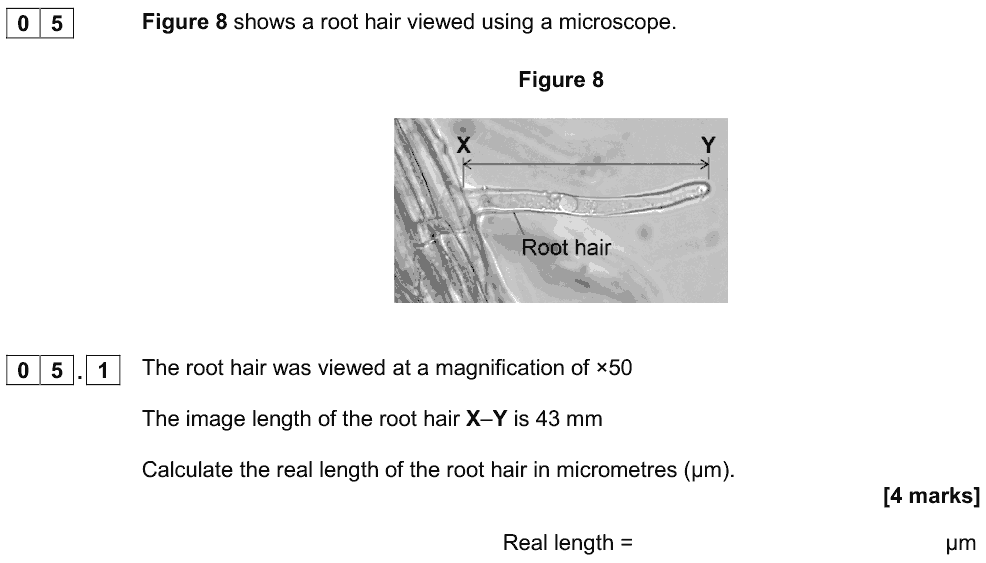 0 5 Figure 8 shows a root hair viewed using a microscope.
Figure 8
X Y
Root hair
0 5 . 1 The root hair was viewed at a magnification of ×50
The image length of the root hair X–Y is 43 mm
Calculate the real length of the root hair in micrometres (µm).
[4 marks]
Real length = µm